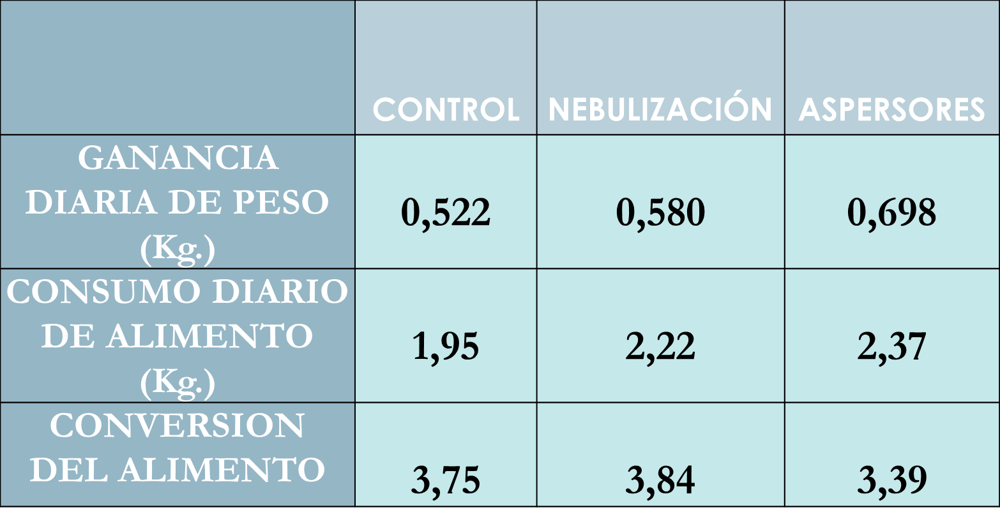 CONTROL NEBULIZACIÓN ASPERSORES
GANANCIA
DIARIA DE PESO
(Kg.)
0,522 0,580 0,698
CONSUMO DIARIO
DE ALIMENTO
(Kg.)
1,95 2,22 2,37
CONVERSION
DEL ALIMENTO
3,75 3,84 3,39